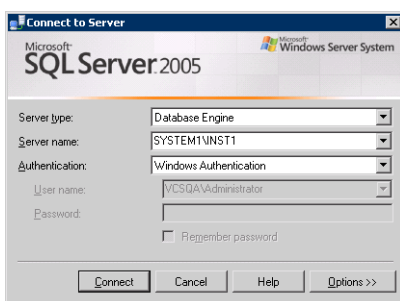 Connect to Server
Microsoft
SQL Server 2005
Microsoft
Windows Server System
Server type: Database Engine
Server name: SYSTEM1\INST1
Authentication: Windows Authentication
User name: VCSQA\Administrator
Password:
Remember password
Connect Cancel Help Options >>